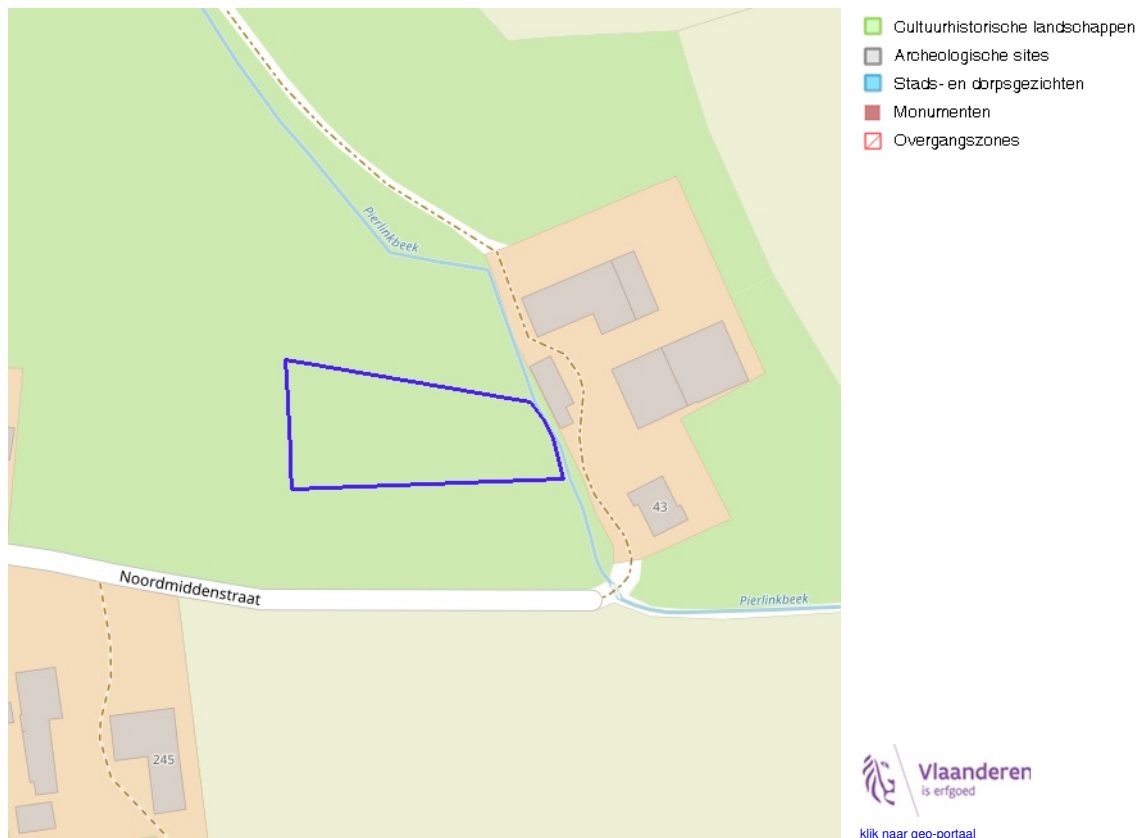 Cultuurhistorische landschappen
Archeologische sites
Stads- en dorpsgezichten
Monumenten
Overgangszones
Pierlinkbeek
43
Noordmiddenstraat
Pierlinkbeek
245
Vlaanderen
is erfgoed
klik naar geo-portaal